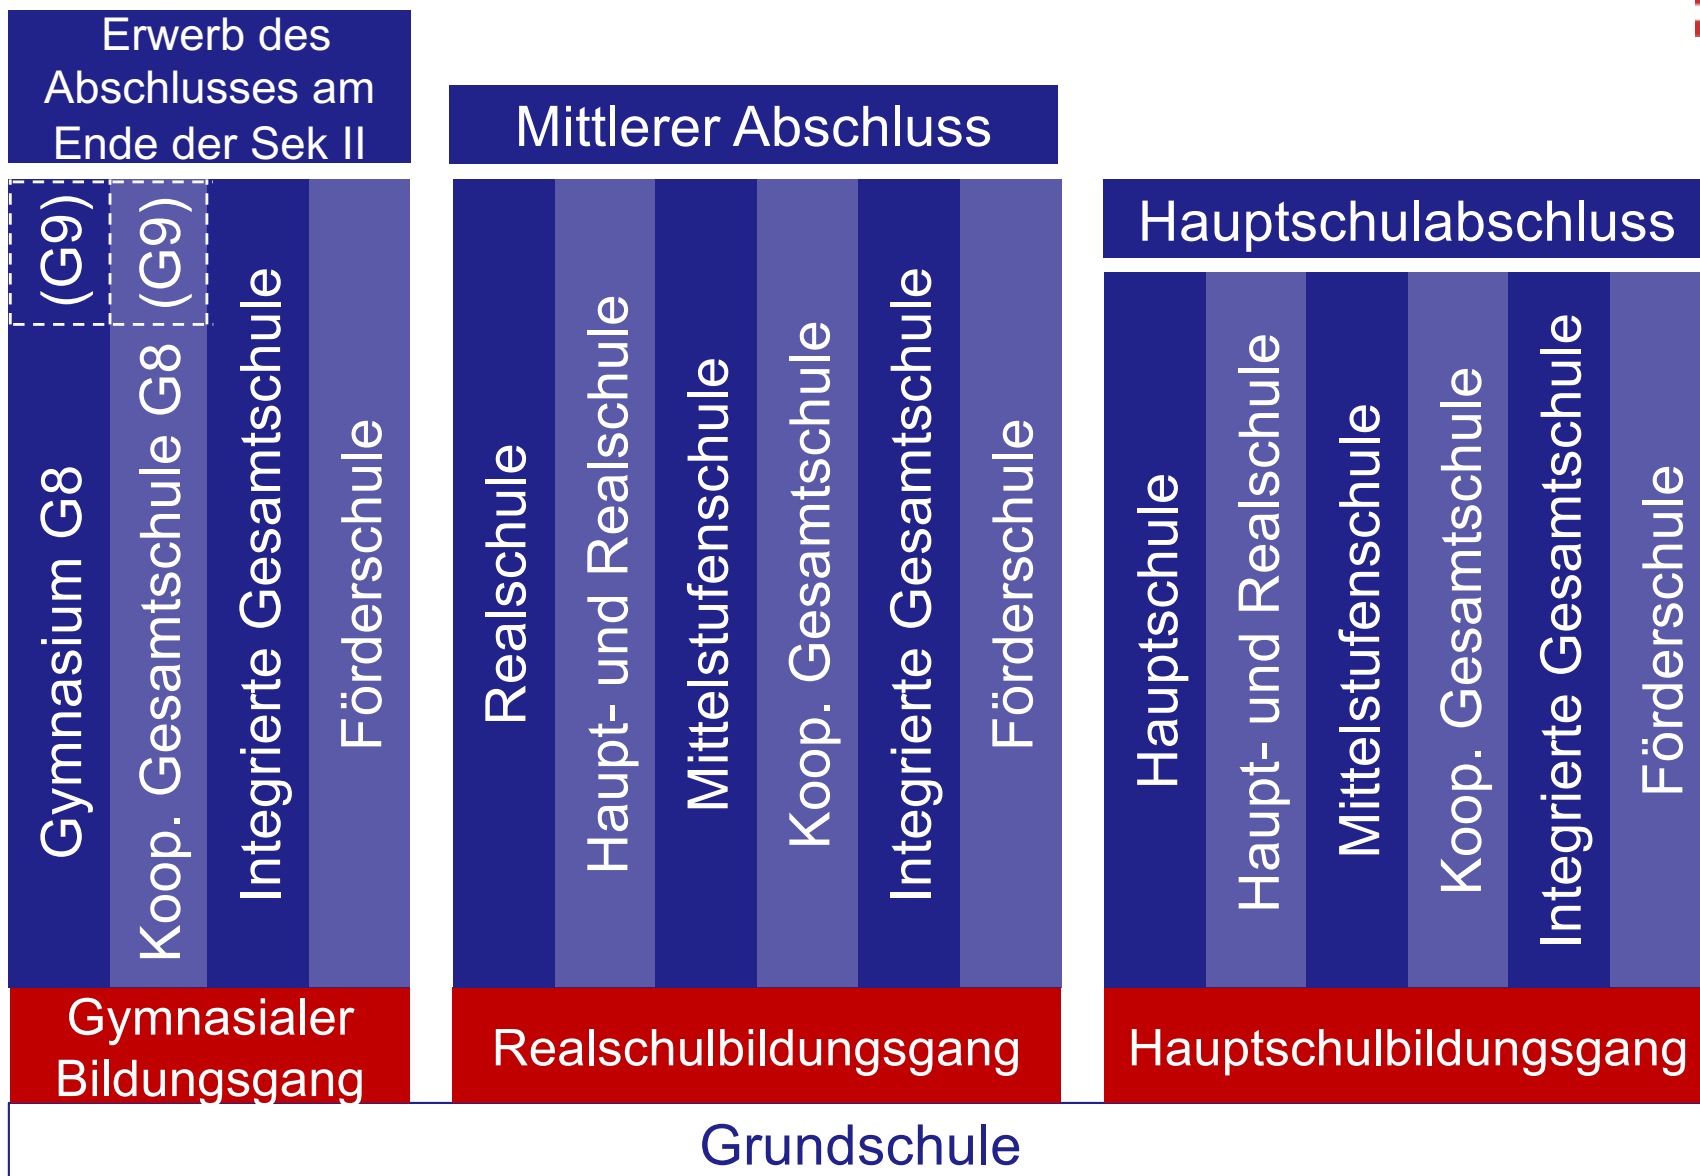 Erwerb des
Abschlusses am
Ende der Sek II
Mittlerer Abschluss
Hauptschulabschluss
Gymnasium G8
(G9)
Koop. Gesamtschule G8
(G9)
Integrierte Gesamtschule
Förderschule
Realschule
Haupt- und Realschule
Mittelstufenschule
Koop. Gesamtschule
Integrierte Gesamtschule
Förderschule
Hauptschule
Haupt- und Realschule
Mittelstufenschule
Koop. Gesamtschule
Integrierte Gesamtschule
Förderschule
Gymnasialer
Bildungsgang
Realschulbildungsgang
Hauptschulbildungsgang
Grundschule